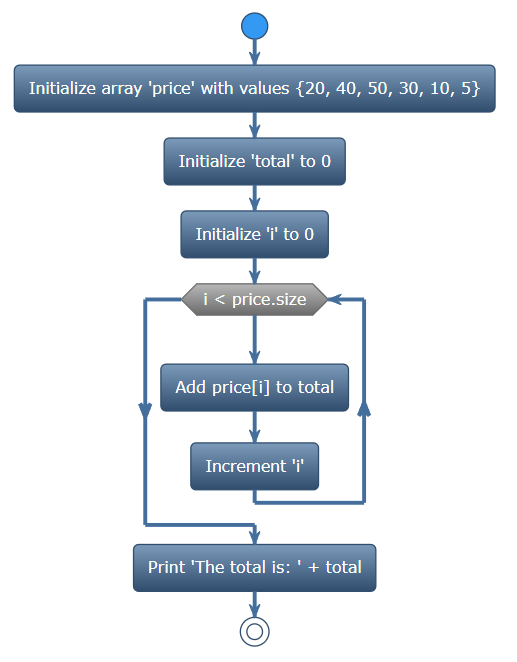 Initialize array 'price' with values {20, 40, 50, 30, 10, 5}
Initialize 'total' to 0
Initialize 'i' to 0
i < price.size
Add price[i] to total
Increment 'i'
Print 'The total is: ' + total